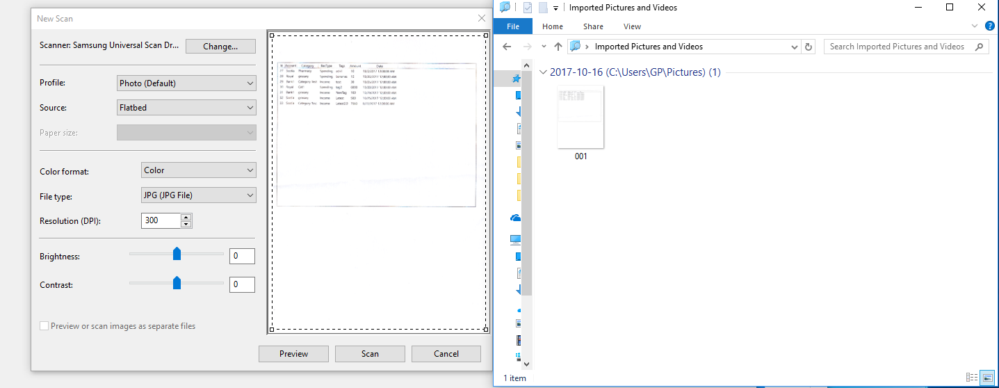 New Scan
Scanner: Samsung Universal Scan Dr...
Change...
Profile:
Photo (Default)
Source:
Flatbed
Paper size:
Color format:
Color
File type:
JPG (JPG File)
Resolution (DPI):
300
Brightness:
0
Contrast:
0
Preview or scan images as separate files
Account Category RecType Tags Amount Date
Preview
Scan
Cancel
Imported Pictures and Videos
File
Home
Share
View
Imported Pictures and Videos
Search Imported Pictures and Videos
2017-10-16 (C:\Users\GP\Pictures) (1)
001
1 item